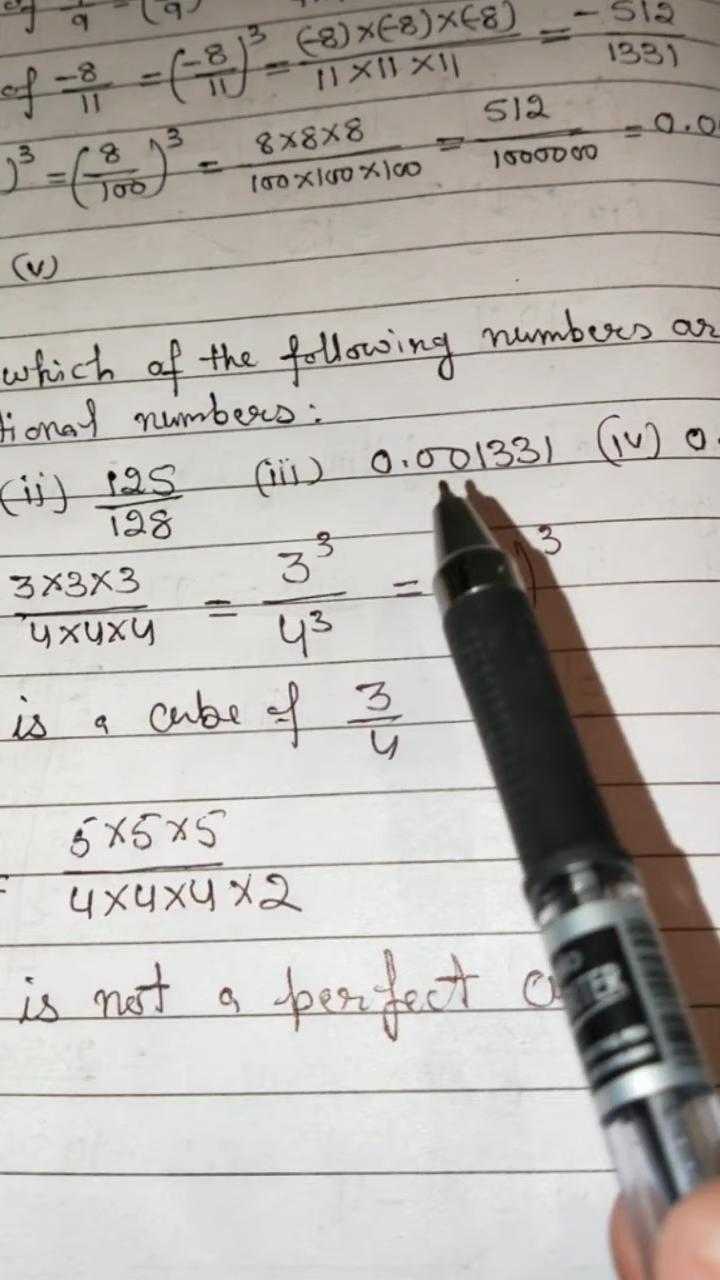 of -8/11 = (-8/11)³ = (-8)×(-8)×(-8)/11×11×11 = -512/1331
)³ = (8/100)³ = 8×8×8/100×100×100 = 512/1000000 = 0.0
(v)
which of the following numbers ar
tional numbers:
(ii) 125/128 (iii) 0.001331 (iv) 0.
3×3×3/4×4×4 = 3³/4³ = )³
is a cube of 3/4
5×5×5/4×4×4×2
is not a perfect